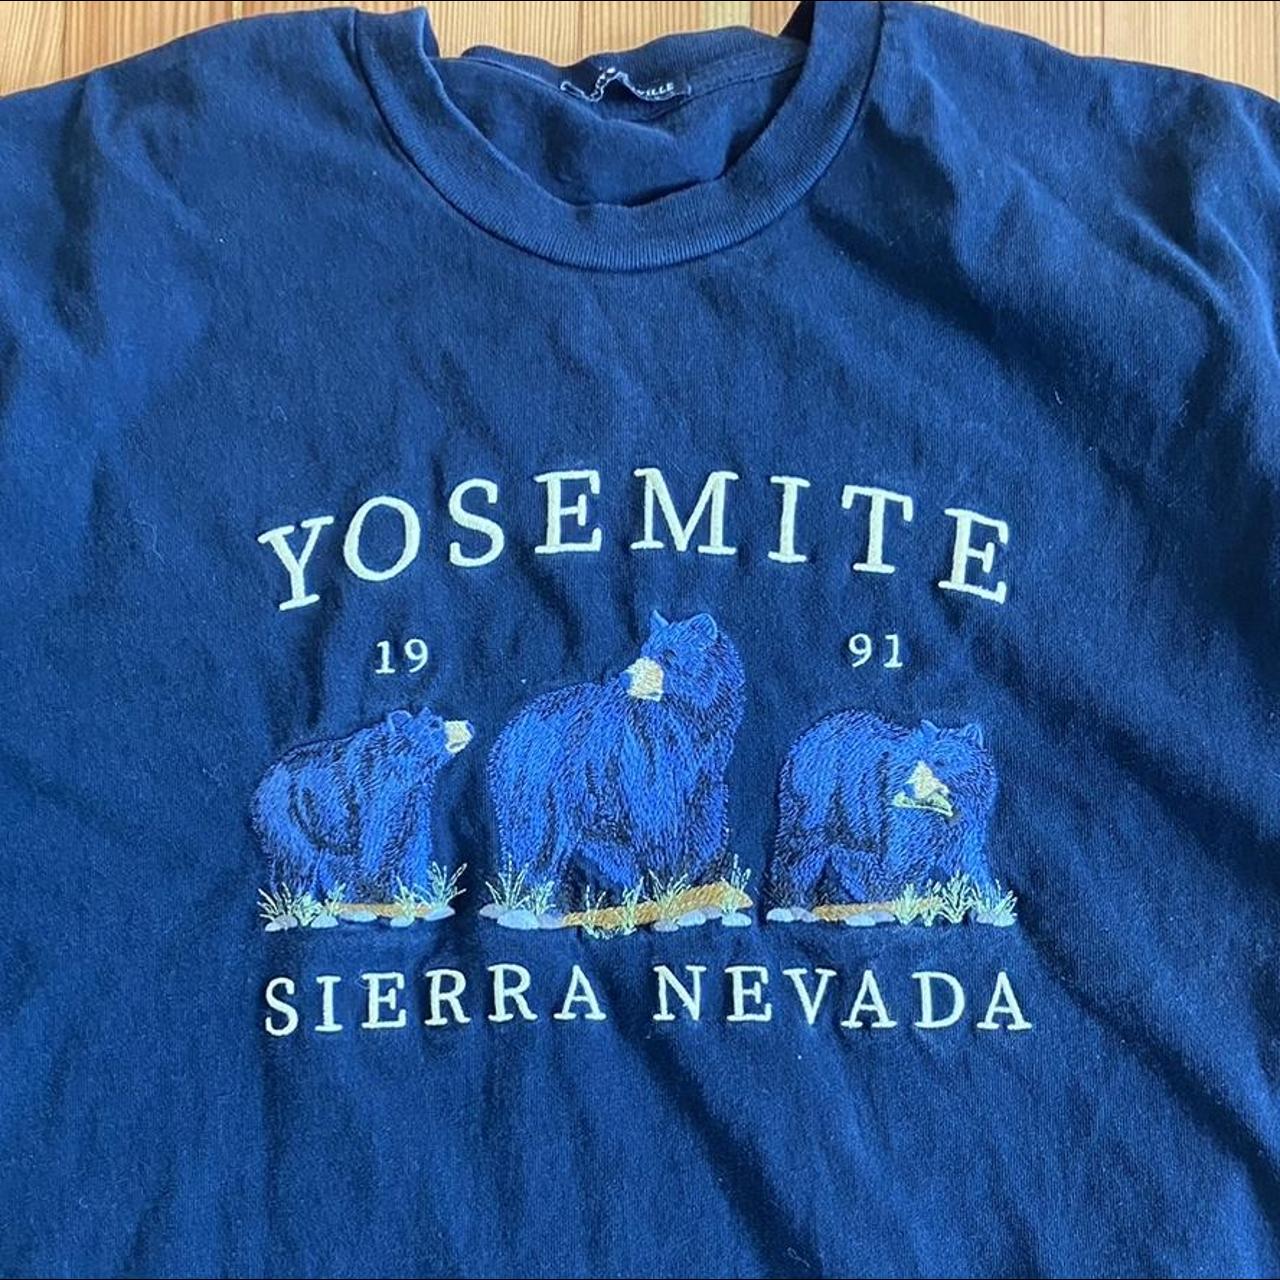 YOSEMITE
19 91
SIERRA NEVADA